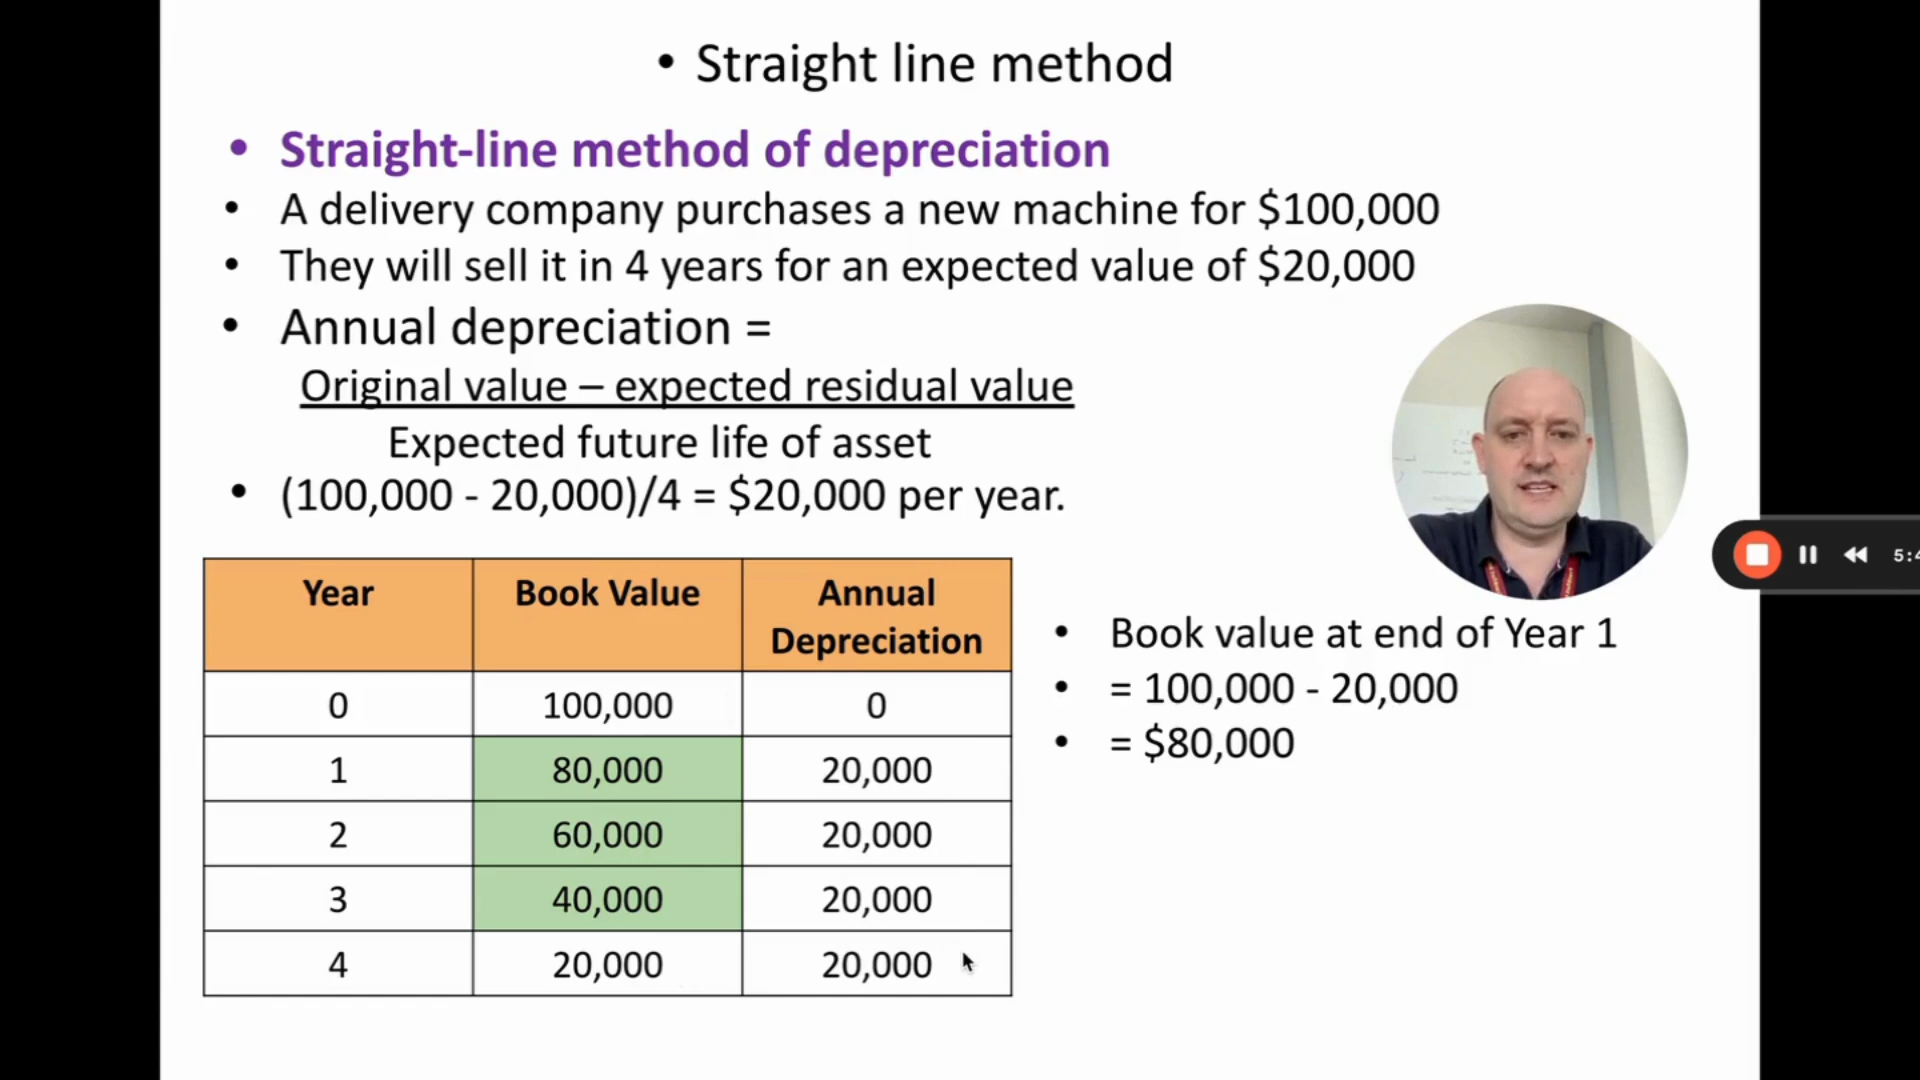 • Straight line method
• Straight-line method of depreciation
• A delivery company purchases a new machine for $100,000
• They will sell it in 4 years for an expected value of $20,000
• Annual depreciation =
Original value – expected residual value
Expected future life of asset
• (100,000 - 20,000)/4 = $20,000 per year.
Year Book Value Annual Depreciation
0 100,000 0
1 80,000 20,000
2 60,000 20,000
3 40,000 20,000
4 20,000 20,000
• Book value at end of Year 1
• = 100,000 - 20,000
• = $80,000